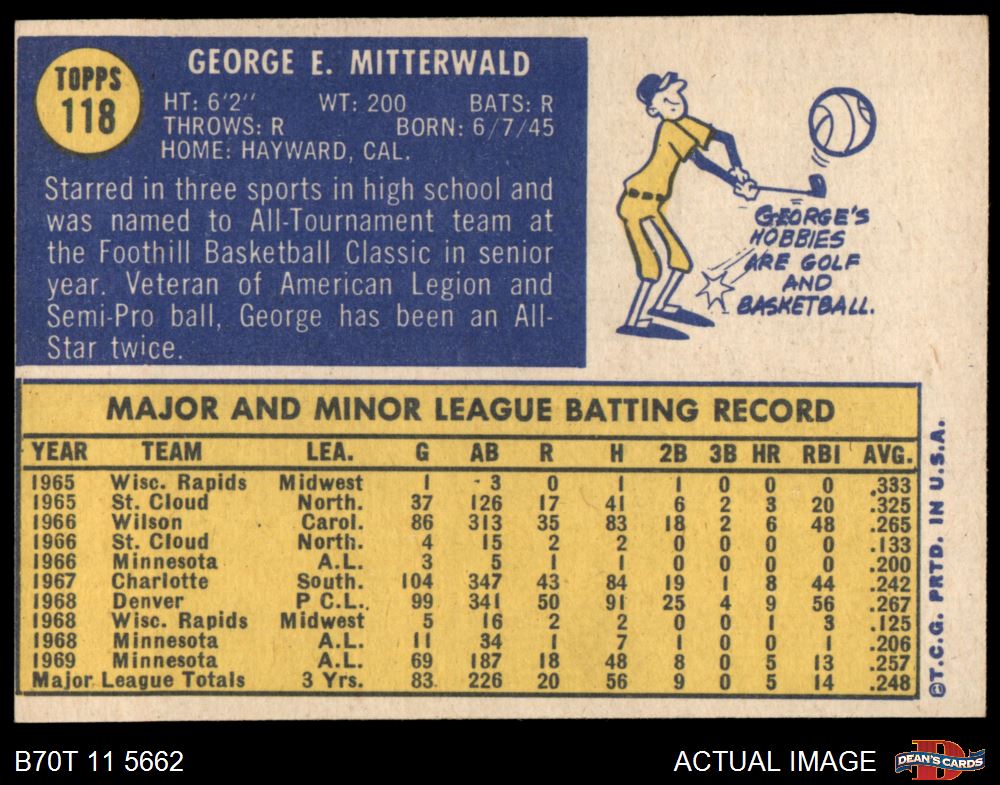 TOPPS
118
GEORGE E. MITTERWALD
HT: 6'2" WT: 200 BATS: R
THROWS: R BORN: 6/7/45
HOME: HAYWARD, CAL.
Starred in three sports in high school and
was named to All-Tournament team at
the Foothill Basketball Classic in senior
year. Veteran of American Legion and
Semi-Pro ball, George has been an All-
Star twice.
GEORGE'S
HOBBIES
ARE GOLF
AND
BASKETBALL.
MAJOR AND MINOR LEAGUE BATTING RECORD
YEAR TEAM LEA. G AB R H 2B 3B HR RBI AVG.
1965 Wisc. Rapids Midwest 1 3 0 1 1 0 0 0 .333
1965 St. Cloud North. 37 126 17 41 6 2 3 20 .325
1966 Wilson Carol. 86 313 35 83 18 2 6 48 .265
1966 St. Cloud North. 4 15 2 2 0 0 0 0 .133
1966 Minnesota A.L. 3 5 1 1 0 0 0 0 .200
1967 Charlotte South. 104 347 43 84 19 1 8 44 .242
1968 Denver P C.L. 99 341 50 91 25 4 9 56 .267
1968 Wisc. Rapids Midwest 5 16 2 2 0 0 1 3 .125
1968 Minnesota A.L. 11 34 1 7 1 0 0 1 .206
1969 Minnesota A.L. 69 187 18 48 8 0 5 13 .257
Major League Totals 3 Yrs. 83 226 20 56 9 0 5 14 .248
©T.C.G. PRTD. IN U.S.A.
B70T 11 5662
ACTUAL IMAGE
D
DEAN'S CARDS